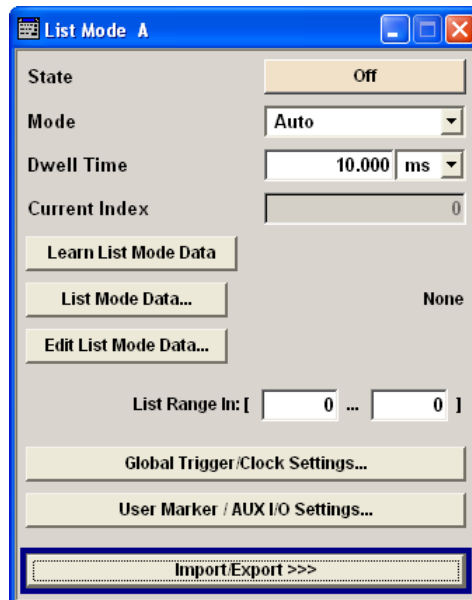 List Mode A
State Off
Mode Auto
Dwell Time 10.000 ms
Current Index 0
Learn List Mode Data
List Mode Data... None
Edit List Mode Data...
List Range In: [ 0 ... 0 ]
Global Trigger/Clock Settings...
User Marker / AUX I/O Settings...
Import/Export >>>